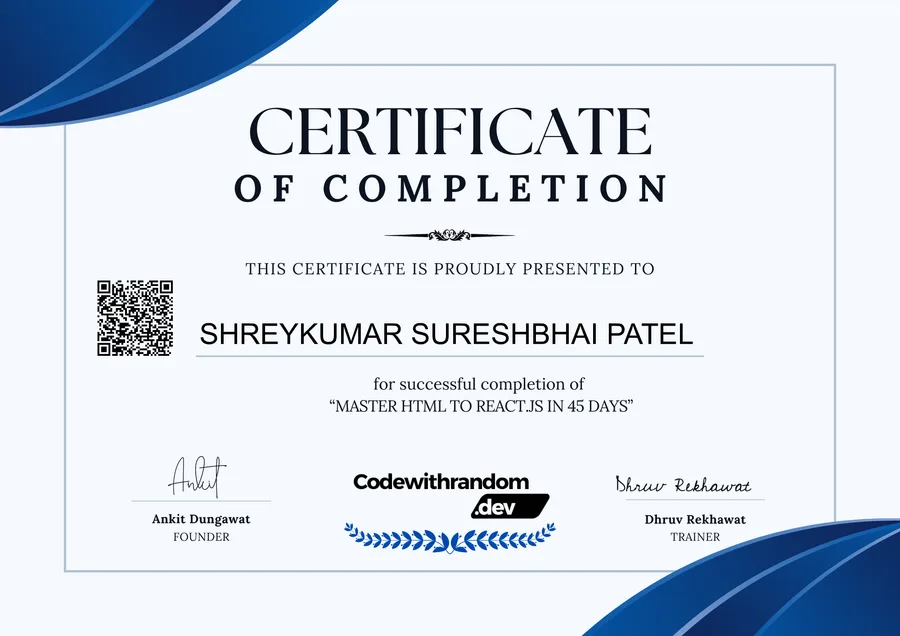 CERTIFICATE
OF COMPLETION
THIS CERTIFICATE IS PROUDLY PRESENTED TO
SHREYKUMAR SURESHBHAI PATEL
for successful completion of
“MASTER HTML TO REACT.JS IN 45 DAYS”
Ankit
Ankit Dungawat
FOUNDER
Codewithrandom
.dev
Dhruv Rekhawat
Dhruv Rekhawat
TRAINER